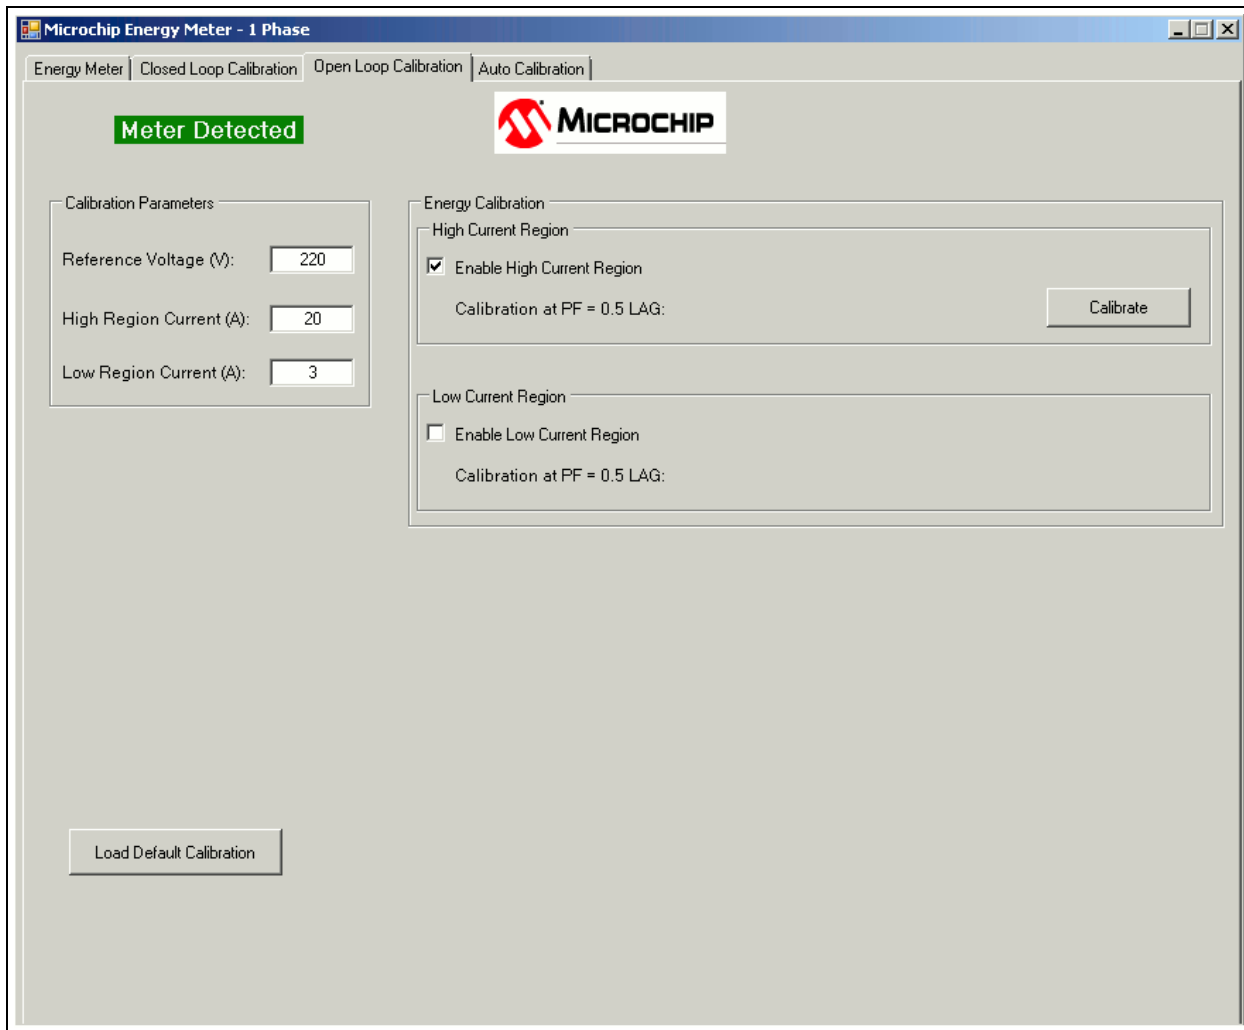 Microchip Energy Meter - 1 Phase
Energy Meter Closed Loop Calibration Open Loop Calibration Auto Calibration
Meter Detected
MICROCHIP
Calibration Parameters
Reference Voltage (V): 220
High Region Current (A): 20
Low Region Current (A): 3
Energy Calibration
High Current Region
Enable High Current Region
Calibration at PF = 0.5 LAG:
Calibrate
Low Current Region
Enable Low Current Region
Calibration at PF = 0.5 LAG:
Load Default Calibration